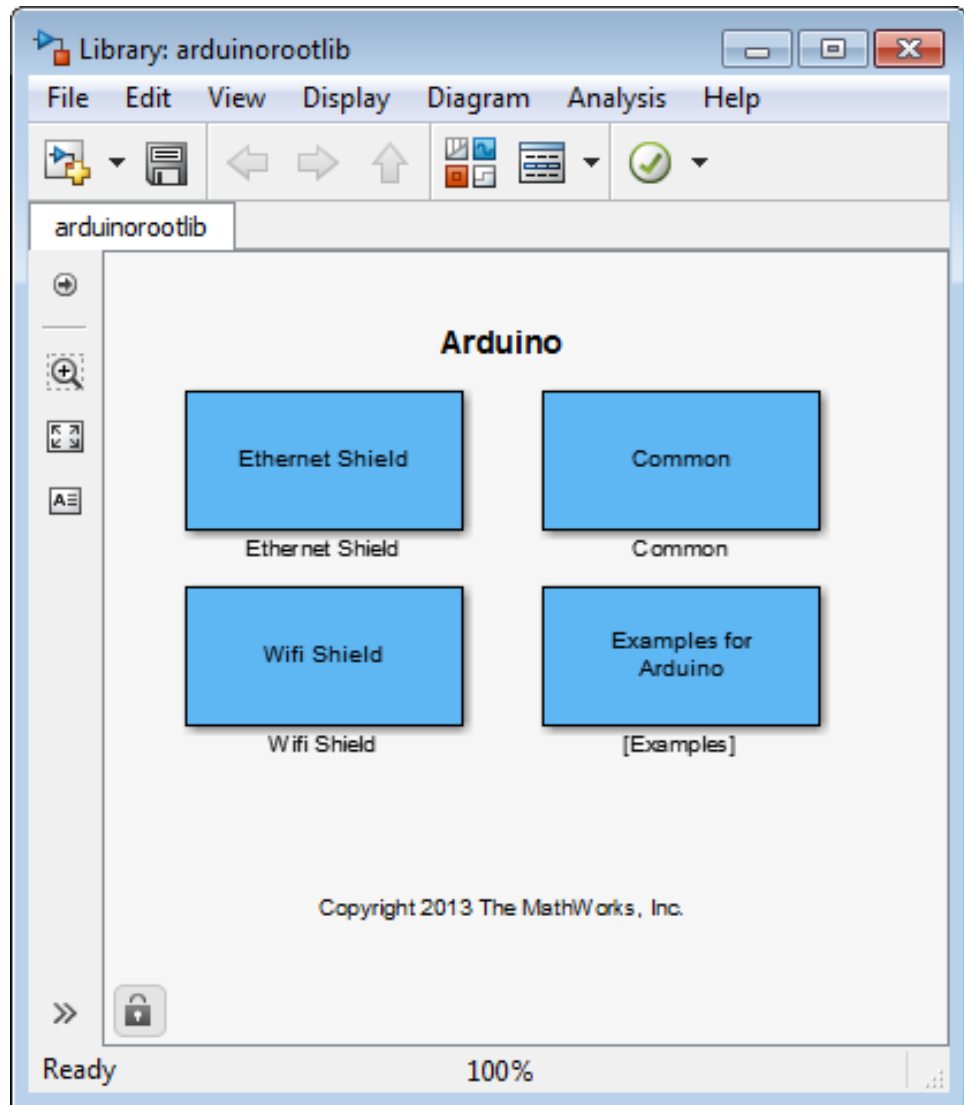 Library: arduinorootlib
File Edit View Display Diagram Analysis Help
arduinorootlib
Arduino
Ethernet Shield
Ethernet Shield
Common
Common
Wifi Shield
Wifi Shield
Examples for
Arduino
[Examples]
Copyright 2013 The MathWorks, Inc.
Ready 100%